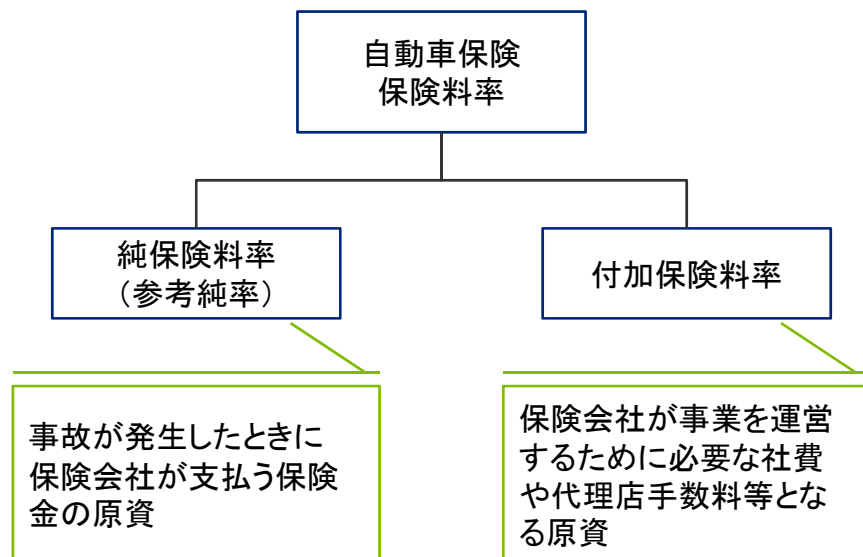 自動車保険
保険料率
純保険料率
（参考純率）
付加保険料率
事故が発生したときに
保険会社が支払う保険
金の原資
保険会社が事業を運営
するために必要な社費
や代理店手数料等とな
る原資